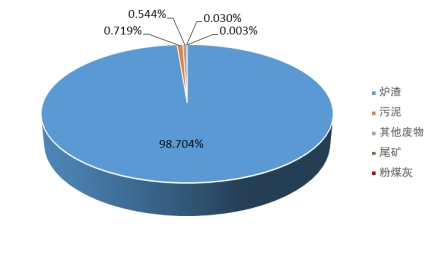 0.544%
0.030%
0.719%
0.003%
98.704%
炉渣
污泥
其他废物
尾矿
粉煤灰